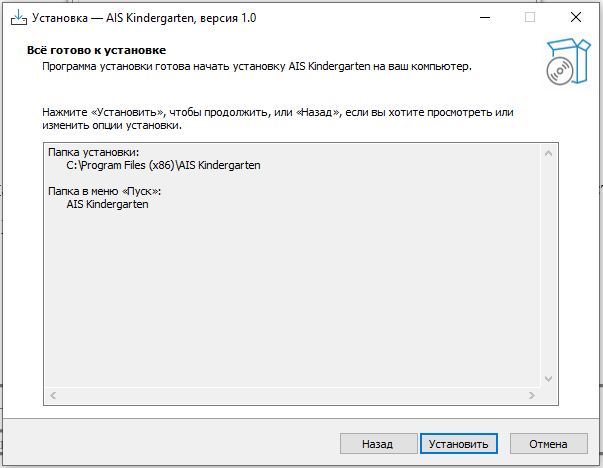 Установка — AIS Kindergarten, версия 1.0
Всё готово к установке
Программа установки готова начать установку AIS Kindergarten на ваш компьютер.
Нажмите «Установить», чтобы продолжить, или «Назад», если вы хотите просмотреть или
изменить опции установки.
Папка установки:
C:\Program Files (x86)\AIS Kindergarten
Папка в меню «Пуск»:
AIS Kindergarten
Назад
Установить
Отмена